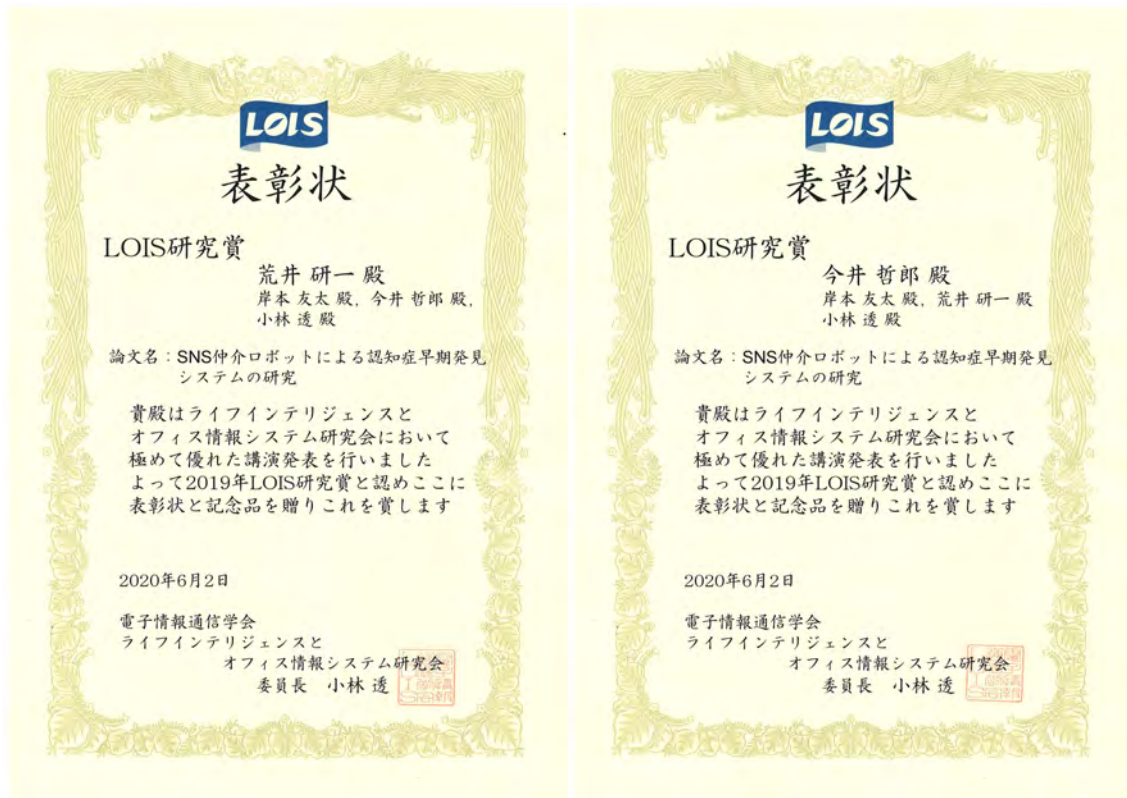 LOIS
表彰状
LOIS研究賞
荒井 研一 殿
岸本 友太 殿, 今井 哲郎 殿,
小林 透 殿
論文名：SNS仲介ロボットによる認知症早期発見
システムの研究
貴殿はライフインテリジェンスと
オフィス情報システム研究会において
極めて優れた講演発表を行いました
よって2019年LOIS研究賞と認めここに
表彰状と記念品を贈りこれを賞します
2020年6月2日
電子情報通信学会
ライフインテリジェンスと
オフィス情報システム研究会
委員長 小林 透
LOIS
表彰状
LOIS研究賞
今井 哲郎 殿
岸本 友太 殿, 荒井 研一 殿
小林 透 殿
論文名：SNS仲介ロボットによる認知症早期発見
システムの研究
貴殿はライフインテリジェンスと
オフィス情報システム研究会において
極めて優れた講演発表を行いました
よって2019年LOIS研究賞と認めここに
表彰状と記念品を贈りこれを賞します
2020年6月2日
電子情報通信学会
ライフインテリジェンスと
オフィス情報システム研究会
委員長 小林 透